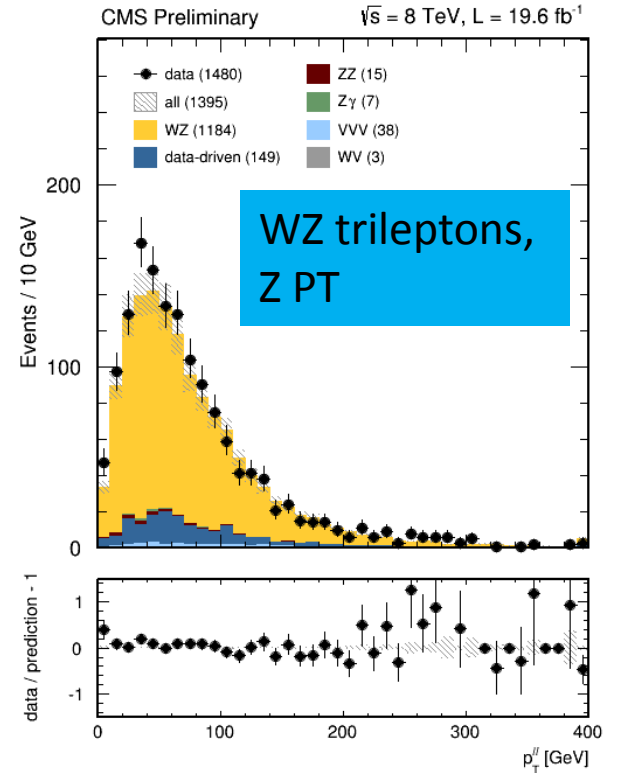 CMS Preliminary √s = 8 TeV, L = 19.6 fb⁻¹
data (1480) ZZ (15)
all (1395) Zγ (7)
WZ (1184) VVV (38)
data-driven (149) WV (3)
WZ trileptons,
Z PT
Events / 10 GeV
200
100
0
data / prediction - 1
1
0
-1
0 100 200 300 400
p_T^ll [GeV]